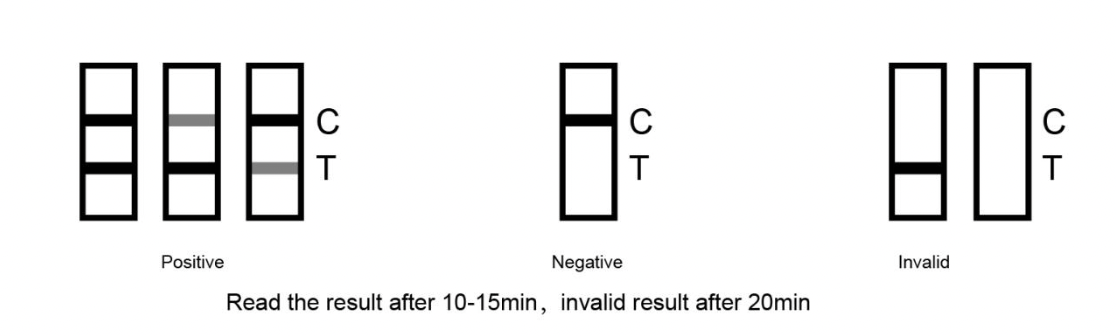 C
T
C
T
C
T
Positive
Negative
Invalid
Read the result after 10-15min，invalid result after 20min